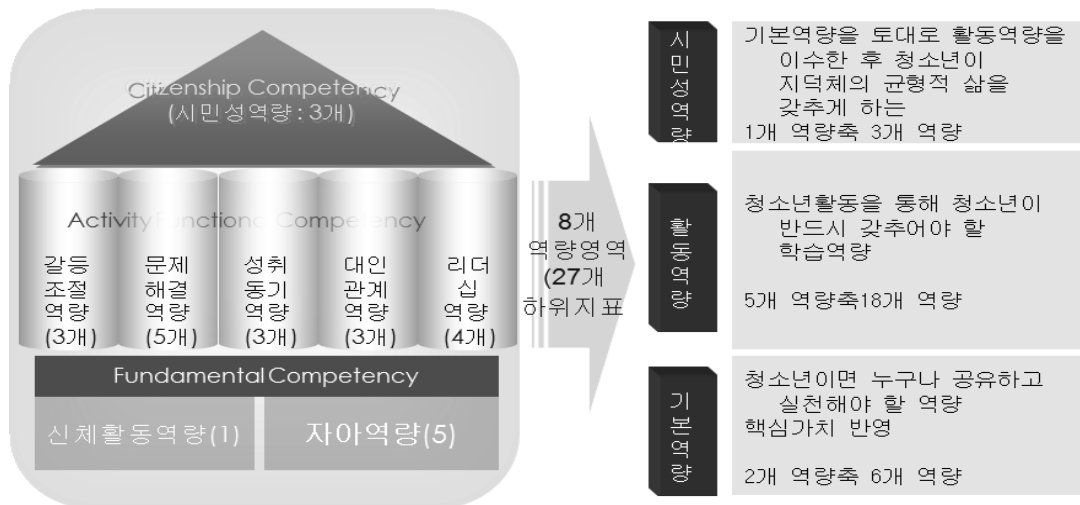 Citizenship Competency
(시민성역량:3개)
Activity Functional Competency
갈등
조절
역량
(3개)
문제
해결
역량
(5개)
성취
동기
역량
(3개)
대인
관계
역량
(3개)
리더
십
역량
(4개)
Fundamental Competency
신체활동역량(1)
자아역량(5)
8개
역량영역
(27개
하위지표
시민성역량
기본역량을 토대로 활동역량을
이수한 후 청소년이
지덕체의 균형적 삶을
갖추게 하는
1개 역량축 3개 역량
활동역량
청소년활동을 통해 청소년이
반드시 갖추어야 할
학습역량
5개 역량축18개 역량
기본역량
청소년이면 누구나 공유하고
실천해야 할 역량
핵심가치 반영
2개 역량축 6개 역량